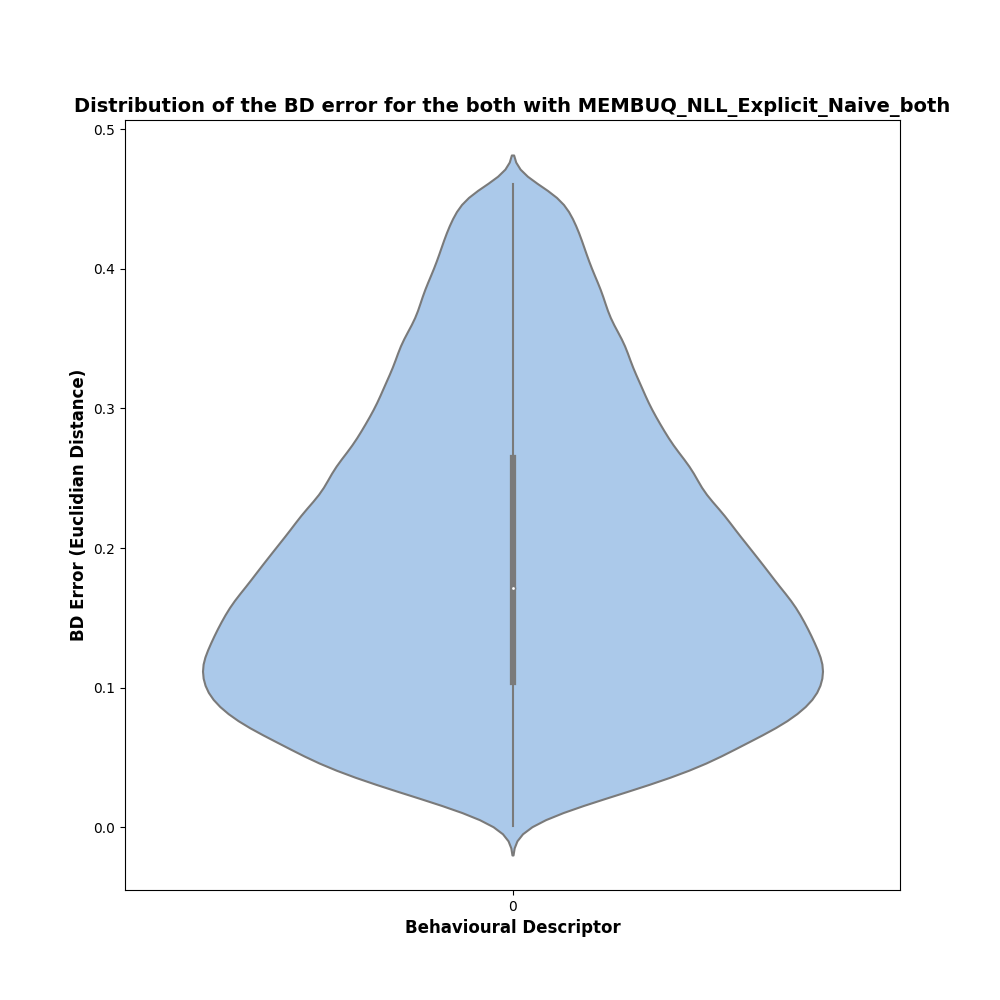 Distribution of the BD error for the both with MEMBUQ_NLL_Explicit_Naive_both
0.5
0.4
0.3
0.2
0.1
0.0
BD Error (Euclidian Distance)
0
Behavioural Descriptor